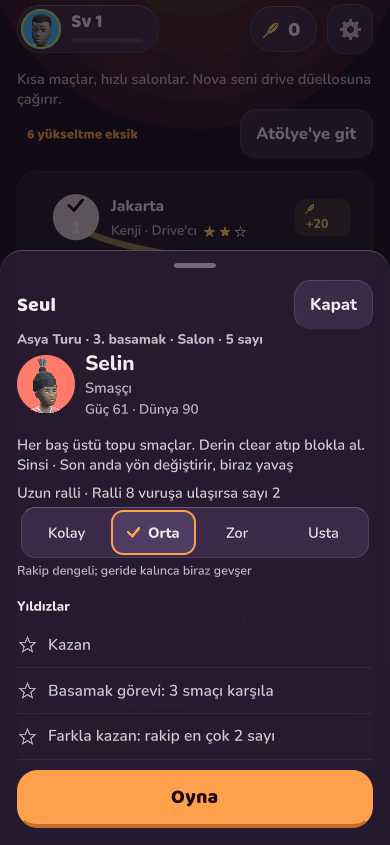 Sv 1
0
Kısa maçlar, hızlı salonlar. Nova seni drive düellosuna
çağırır.
6 yükseltme eksik
Atölye'ye git
1
Jakarta
Kenji · Drive'cı
+20
Seul
Kapat
Asya Turu · 3. basamak · Salon · 5 sayı
Selin
Smaşçı
Güç 61 · Dünya 90
Her baş üstü topu smaçlar. Derin clear atıp blokla al.
Sinsi · Son anda yön değiştirir, biraz yavaş
Uzun ralli · Ralli 8 vuruşa ulaşırsa sayı 2
Kolay
Orta
Zor
Usta
Rakip dengeli; geride kalınca biraz gevşer
Yıldızlar
Kazan
Basamak görevi: 3 smaçı karşıla
Farkla kazan: rakip en çok 2 sayı
Oyna